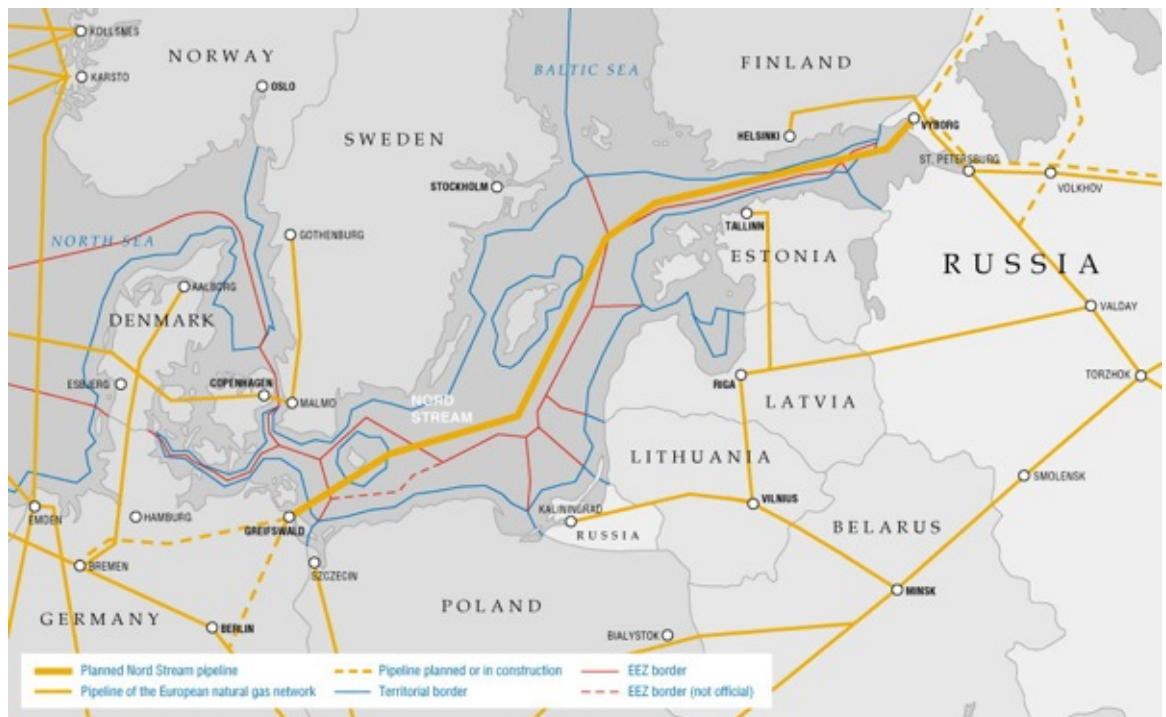 KOLLSNES
NORWAY
KARSTO
OSLO
BALTIC SEA
FINLAND
SWEDEN
HELSINKI
VYBORG
ST. PETERSBURG
VOLKHOV
STOCKHOLM
NORTH SEA
GOTHENBURG
TALLINN
ESTONIA
RUSSIA
AALBORG
DENMARK
VALDAY
ESBJERG
COPENHAGEN
MALMO
NORD
STREAM
RIGA
LATVIA
TORZHOK
LITHUANIA
SMOLENSK
EMDEN
HAMBURG
GREIFSWALD
KALININGRAD
RUSSIA
VILNIUS
BELARUS
BREMEN
SZCZECIN
MINSK
GERMANY
BERLIN
POLAND
BIALYSTOK
Planned Nord Stream pipeline
Pipeline of the European natural gas network
Pipeline planned or in construction
Territorial border
EEZ border
EEZ border (not official)